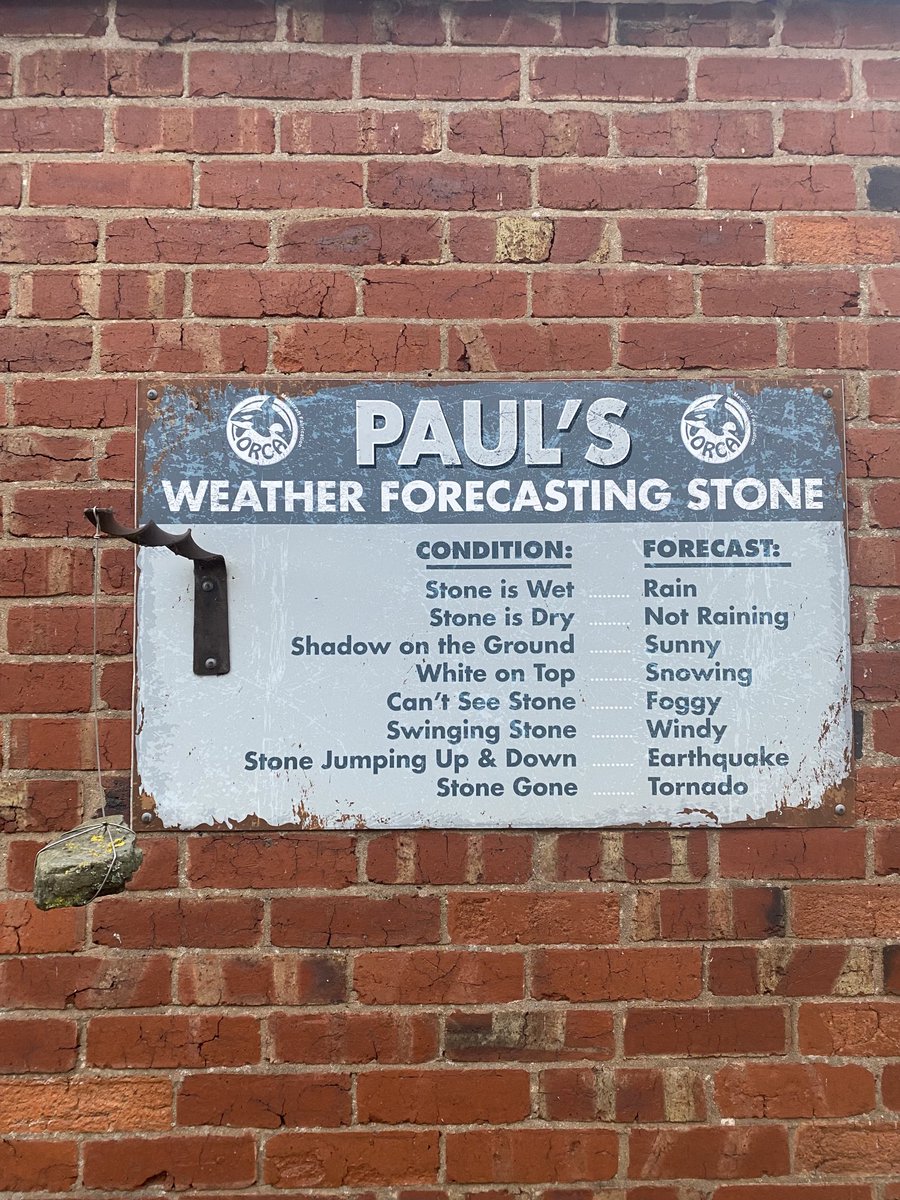 ORCA
PAUL'S
ORCA
WEATHER FORECASTING STONE
CONDITION: FORECAST:
Stone is Wet ....... Rain
Stone is Dry ....... Not Raining
Shadow on the Ground ....... Sunny
White on Top ....... Snowing
Can't See Stone ....... Foggy
Swinging Stone ....... Windy
Stone Jumping Up & Down ....... Earthquake
Stone Gone ....... Tornado